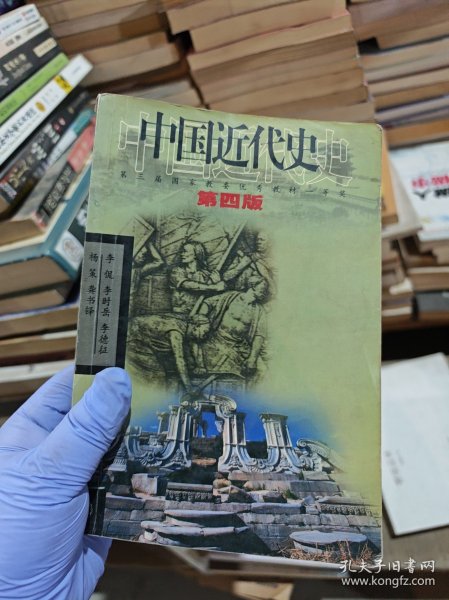 中国近代史
第三届国家教委优秀教材一等奖
第四版
李侃 李时岳 李德征
杨策 龚书铎
孔夫子旧书网
www.kongfz.com